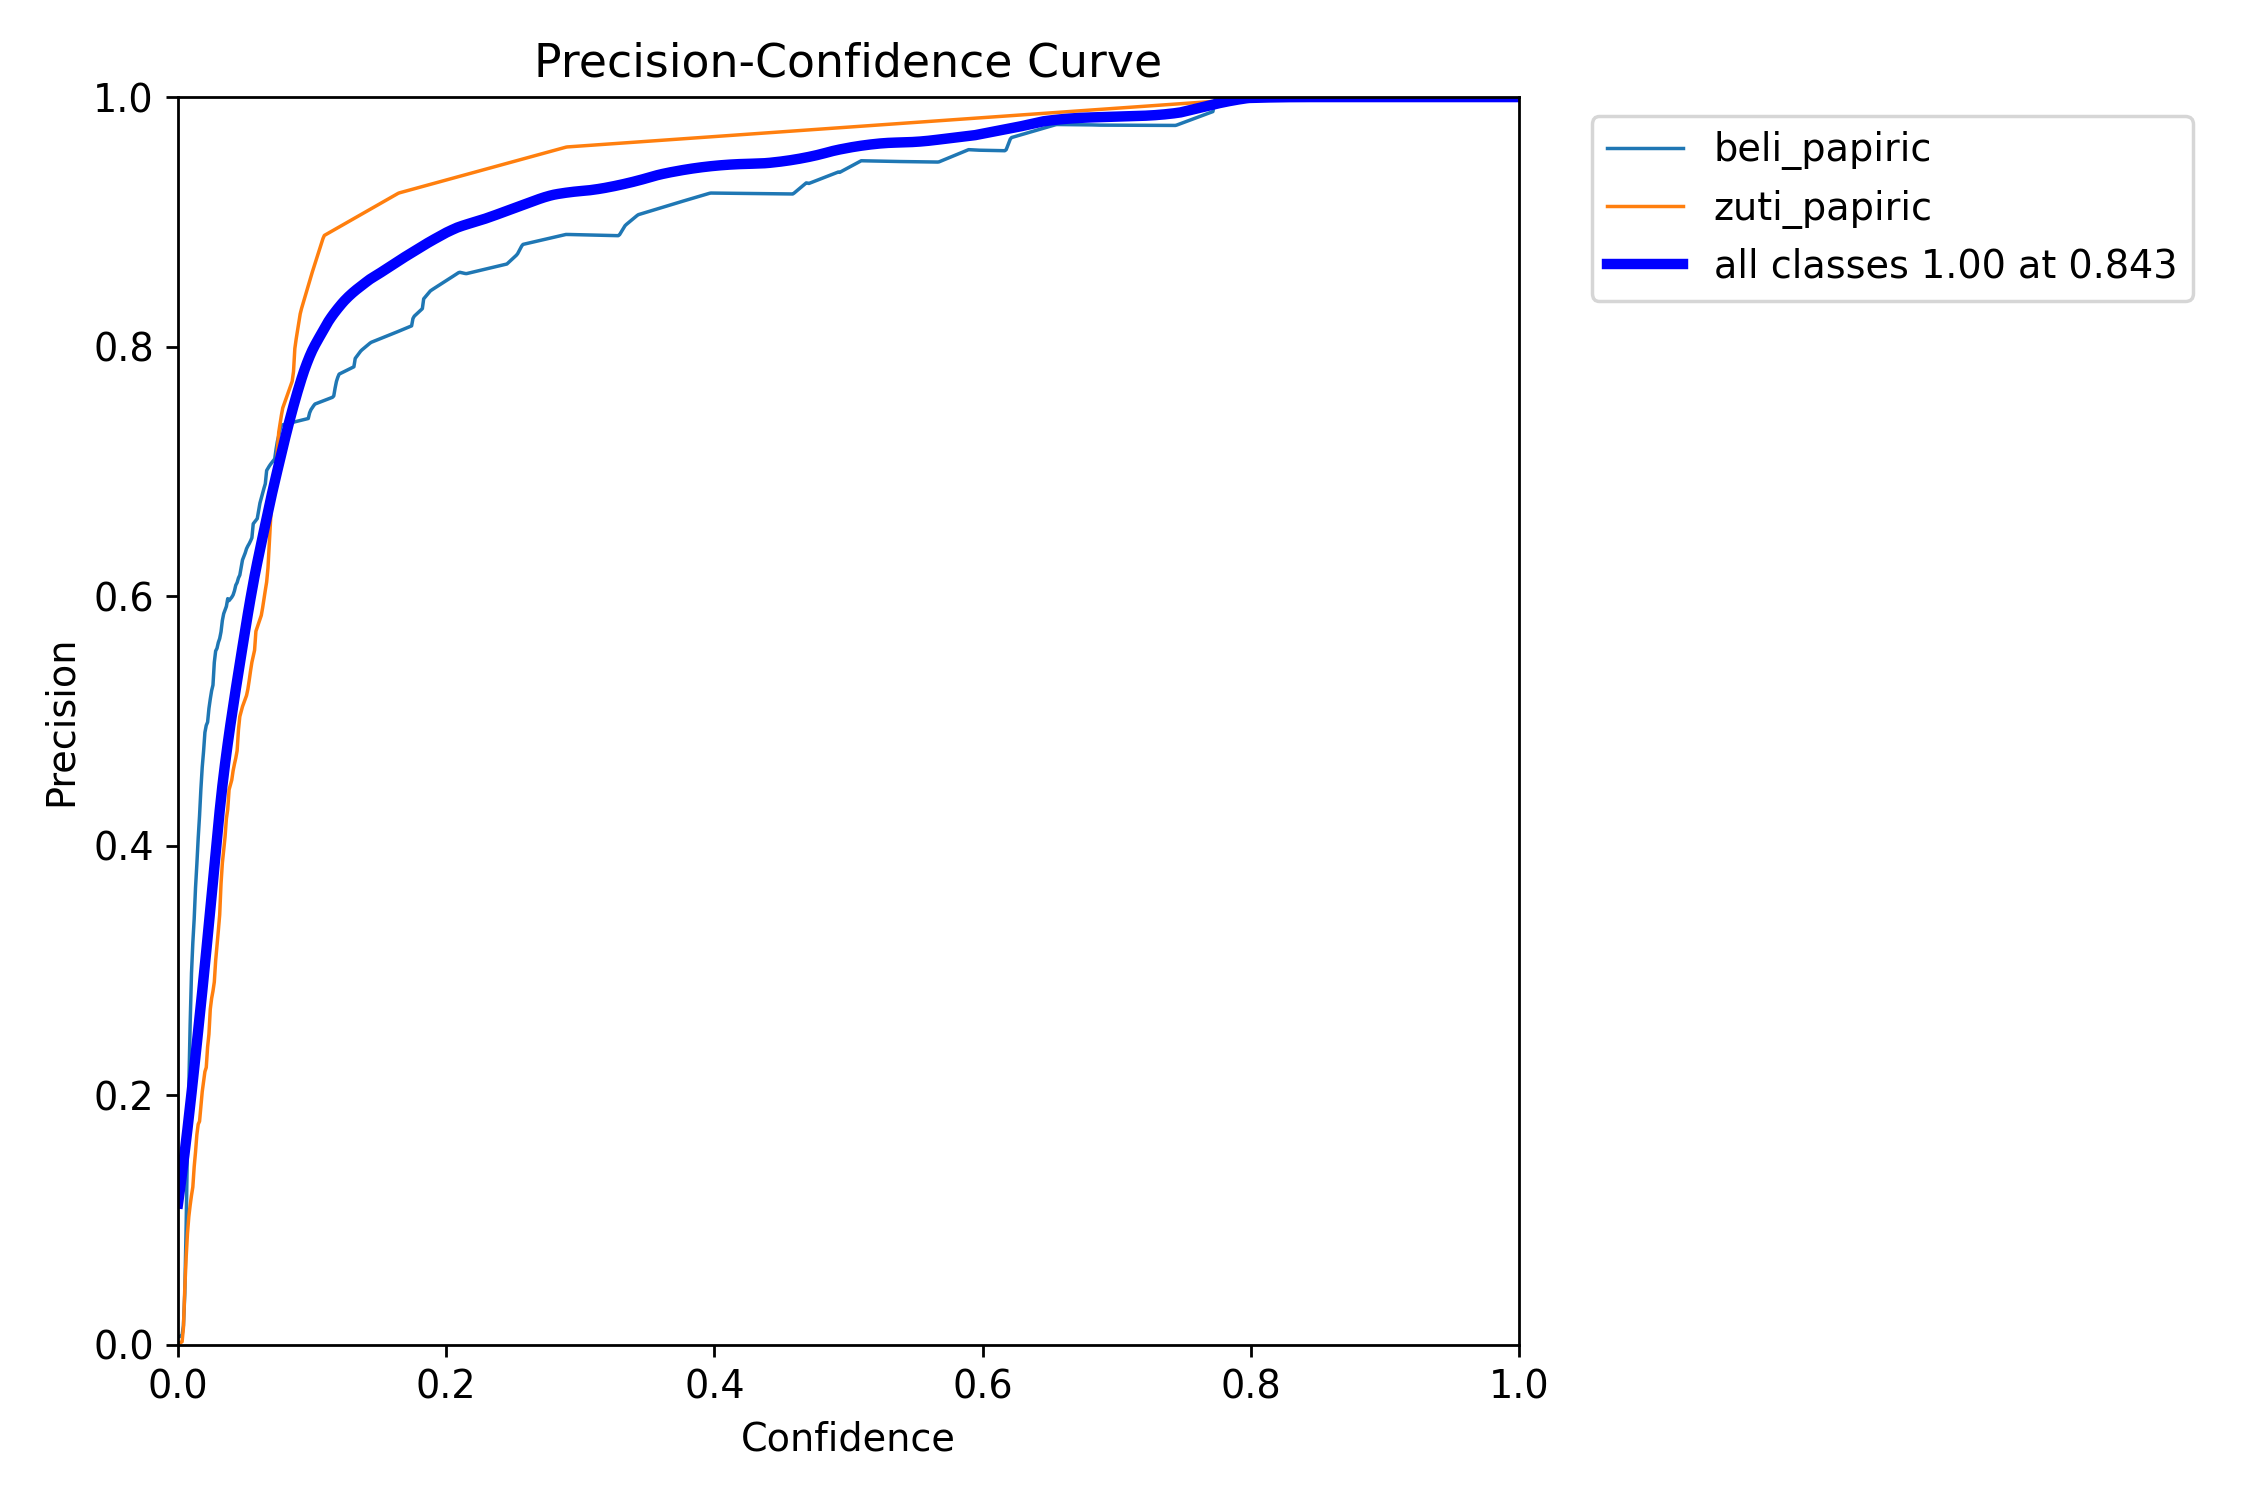 Precision-Confidence Curve
1.0
0.8
0.6
0.4
0.2
0.0
Precision
0.0 0.2 0.4 0.6 0.8 1.0
Confidence
beli_papiric
zuti_papiric
all classes 1.00 at 0.843